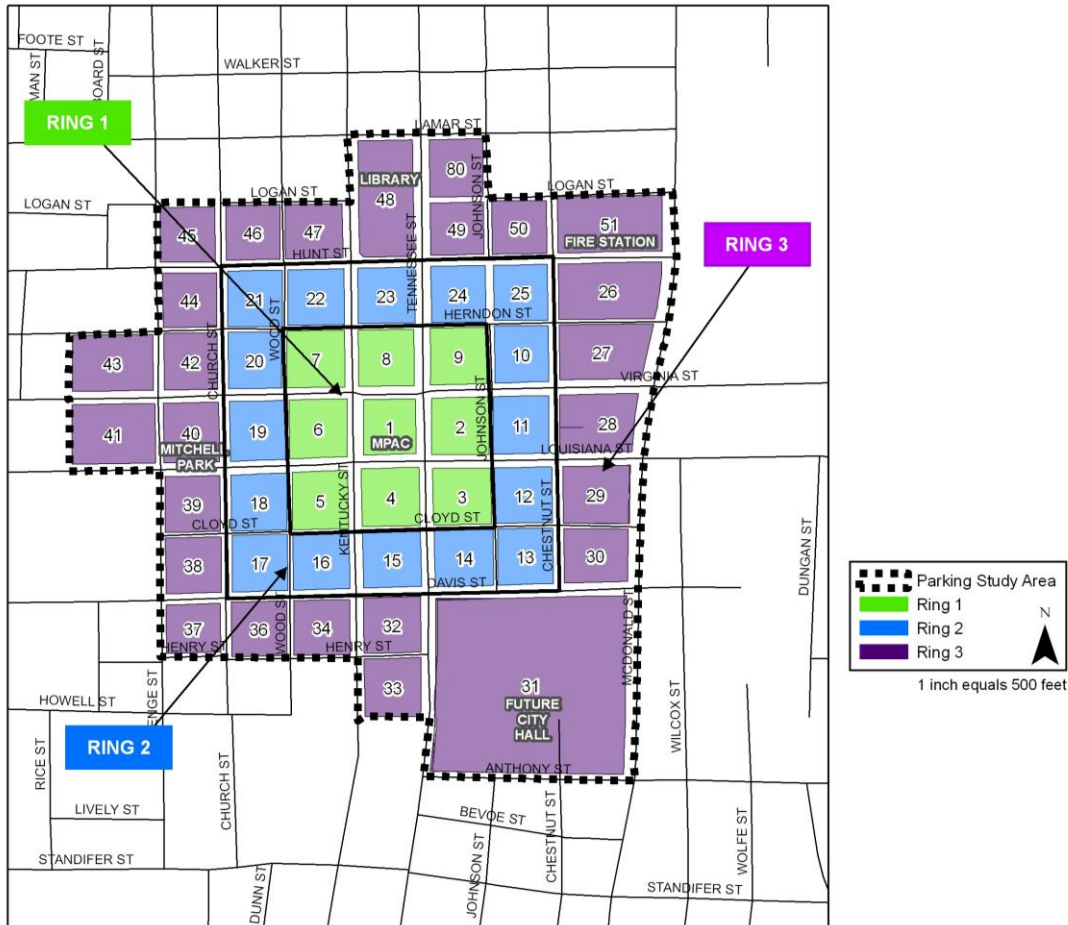 FOOTE ST
MAN ST
BOARD ST
WALKER ST
RING 1
LAMAR ST
80
LIBRARY
48
JOHNSON ST
LOGAN ST
LOGAN ST
LOGAN ST
45
46
47
TENNESSEE ST
49
50
51
FIRE STATION
RING 3
HUNT ST
44
21
WOOD ST
22
23
24
25
26
HERNDON ST
43
42
CHURCH ST
20
7
8
9
10
27
VIRGINIA ST
41
40
MITCHELL
PARK
19
6
1
MPAC
2
JOHNSON ST
11
28
LOUISIANA ST
39
18
5
KENTUCKY ST
4
3
12
CHESTNUT ST
29
CLOYD ST
CLOYD ST
38
17
16
15
14
13
30
DAVIS ST
DUNGAN ST
37
36
WOOD ST
34
32
HENRY ST
HENRY ST
33
31
FUTURE
CITY
HALL
MCDONALD ST
WILCOX ST
HOWELL ST
ENGE ST
RING 2
RICE ST
CHURCH ST
ANTHONY ST
LIVELY ST
BEVOE ST
CHESTNUT ST
WOLFE ST
STANDIFER ST
DUNN ST
JOHNSON ST
STANDIFER ST
Parking Study Area
Ring 1
Ring 2
Ring 3
N
1 inch equals 500 feet